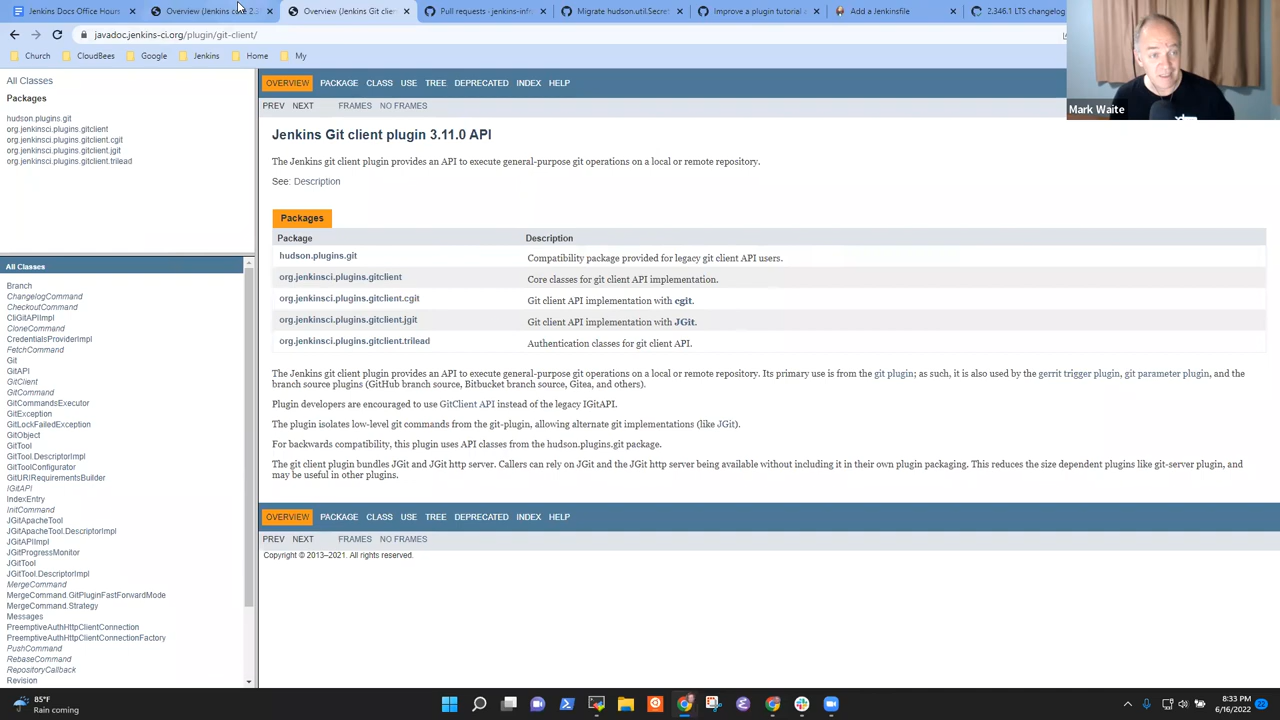 Jenkins Docs Office Hours
Overview (Jenkins core 2.3
Overview (Jenkins Git clien
Pull requests · jenkins-infr
Migrate hudson.util.Secret
Improve a plugin tutorial
Add a Jenkinsfile
2.346.1 LTS changelog
javadoc.jenkins-ci.org/plugin/git-client/
Church
CloudBees
Google
Jenkins
Home
My
Mark Waite
All Classes
Packages
hudson.plugins.git
org.jenkinsci.plugins.gitclient
org.jenkinsci.plugins.gitclient.cgit
org.jenkinsci.plugins.gitclient.jgit
org.jenkinsci.plugins.gitclient.trilead
All Classes
Branch
ChangelogCommand
CheckoutCommand
CliGitAPIImpl
CloneCommand
CredentialsProviderImpl
FetchCommand
Git
GitAPI
GitClient
GitCommand
GitCommandsExecutor
GitException
GitLockFailedException
GitObject
GitTool
GitTool.DescriptorImpl
GitToolConfigurator
GitURIRequirementsBuilder
IGitAPI
IndexEntry
InitCommand
JGitApacheTool
JGitApacheTool.DescriptorImpl
JGitAPIImpl
JGitProgressMonitor
JGitTool
JGitTool.DescriptorImpl
MergeCommand
MergeCommand.GitPluginFastForwardMode
MergeCommand.Strategy
Messages
PreemptiveAuthHttpClientConnection
PreemptiveAuthHttpClientConnectionFactory
PushCommand
RebaseCommand
RepositoryCallback
Revision
OVERVIEW PACKAGE CLASS USE TREE DEPRECATED INDEX HELP
PREV NEXT FRAMES NO FRAMES
Jenkins Git client plugin 3.11.0 API
The Jenkins git client plugin provides an API to execute general-purpose git operations on a local or remote repository.
See: Description
Packages
Package Description
hudson.plugins.git Compatibility package provided for legacy git client API users.
org.jenkinsci.plugins.gitclient Core classes for git client API implementation.
org.jenkinsci.plugins.gitclient.cgit Git client API implementation with cgit.
org.jenkinsci.plugins.gitclient.jgit Git client API implementation with JGit.
org.jenkinsci.plugins.gitclient.trilead Authentication classes for git client API.
The Jenkins git client plugin provides an API to execute general-purpose git operations on a local or remote repository. Its primary use is from the git plugin; as such, it is also used by the gerrit trigger plugin, git parameter plugin, and the
branch source plugins (GitHub branch source, Bitbucket branch source, Gitea, and others).
Plugin developers are encouraged to use GitClient API instead of the legacy IGitAPI.
The plugin isolates low-level git commands from the git-plugin, allowing alternate git implementations (like JGit).
For backwards compatibility, this plugin uses API classes from the hudson.plugins.git package.
The git client plugin bundles JGit and JGit http server. Callers can rely on JGit and the JGit http server being available without including it in their own plugin packaging. This reduces the size dependent plugins like git-server plugin, and
may be useful in other plugins.
OVERVIEW PACKAGE CLASS USE TREE DEPRECATED INDEX HELP
PREV NEXT FRAMES NO FRAMES
Copyright © 2013–2021. All rights reserved.
85°F
Rain coming
8:33 PM
6/16/2022
22